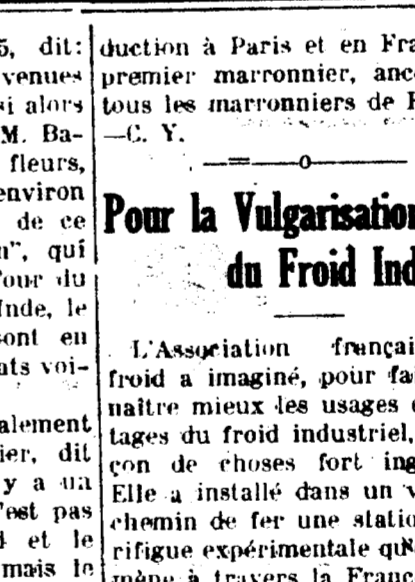 5, dit:
venues
si alors
M. Ba-
fleurs,
environ
de ce
n", qui
Tour du
Inde, le
sont en
ats voi-
alement
ier, dit
y a un
'est pas
l et le
mais le
duction à Paris et en Fra
premier marronnier, anc
tous les marronniers de
—C. Y.
Pour la Vulgarisation
du Froid Ind
L'Association françai
froid a imaginé, pour fai
naître mieux les usages
tages du froid industriel,
çon de choses fort ing
Elle a installé dans un v
chemin de fer une statio
rifique expérimentale qu
mène à travers la Franc